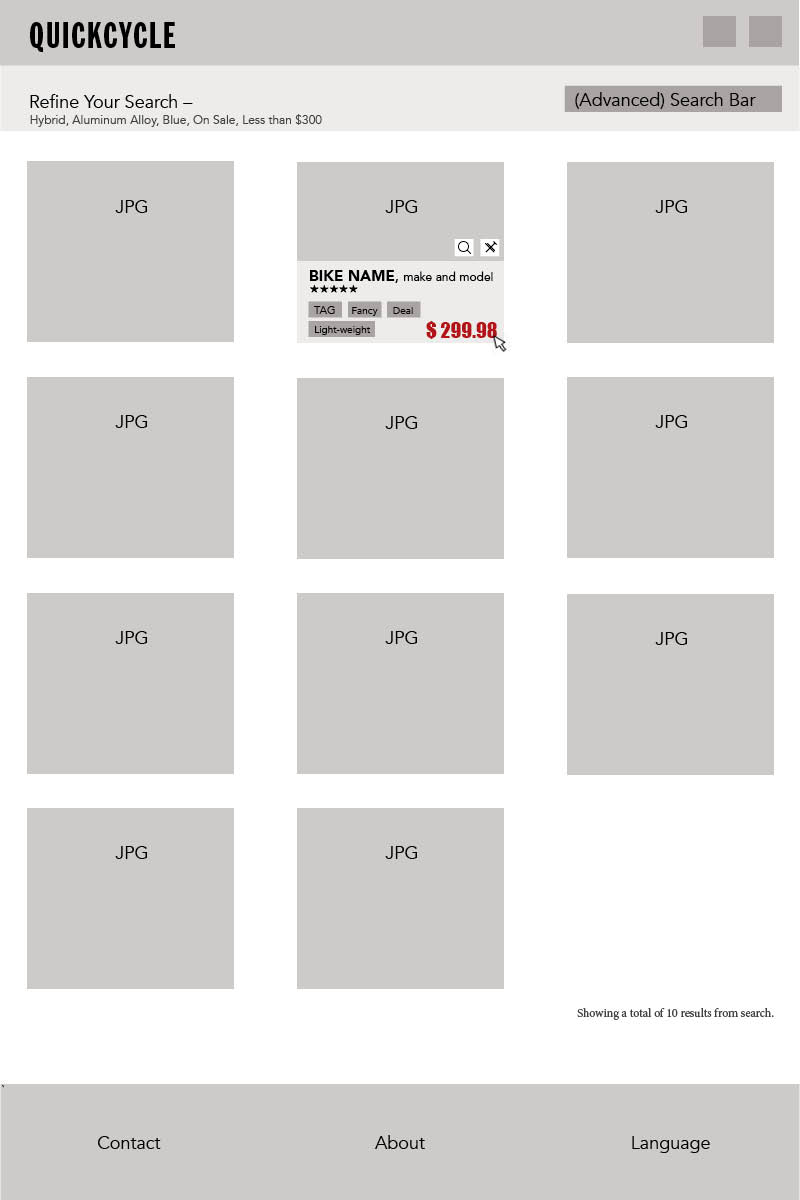 QUICKCYCLE
Refine Your Search –
Hybrid, Aluminum Alloy, Blue, On Sale, Less than $300
(Advanced) Search Bar
JPG
JPG
JPG
BIKE NAME, make and model
★★★★★
TAG Fancy Deal
Light-weight
$ 299.98
JPG
JPG
JPG
JPG
JPG
JPG
JPG
JPG
Showing a total of 10 results from search.
Contact
About
Language